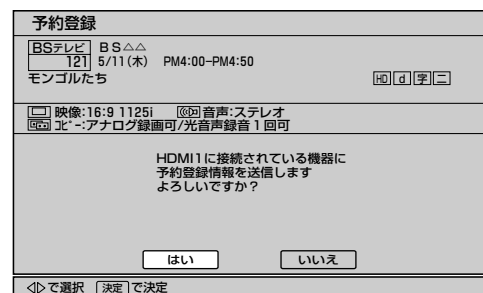 予約登録
BSテレビ BS△△
121 5/11(木) PM4:00-PM4:50
モンゴルたち HD d 字 二
映像:16:9 1125i 音声:ステレオ
コピー:アナログ録画可/光音声録音1回可
HDMI1に接続されている機器に
予約登録情報を送信します
よろしいですか?
はい いいえ
◁▷で選択 決定で決定